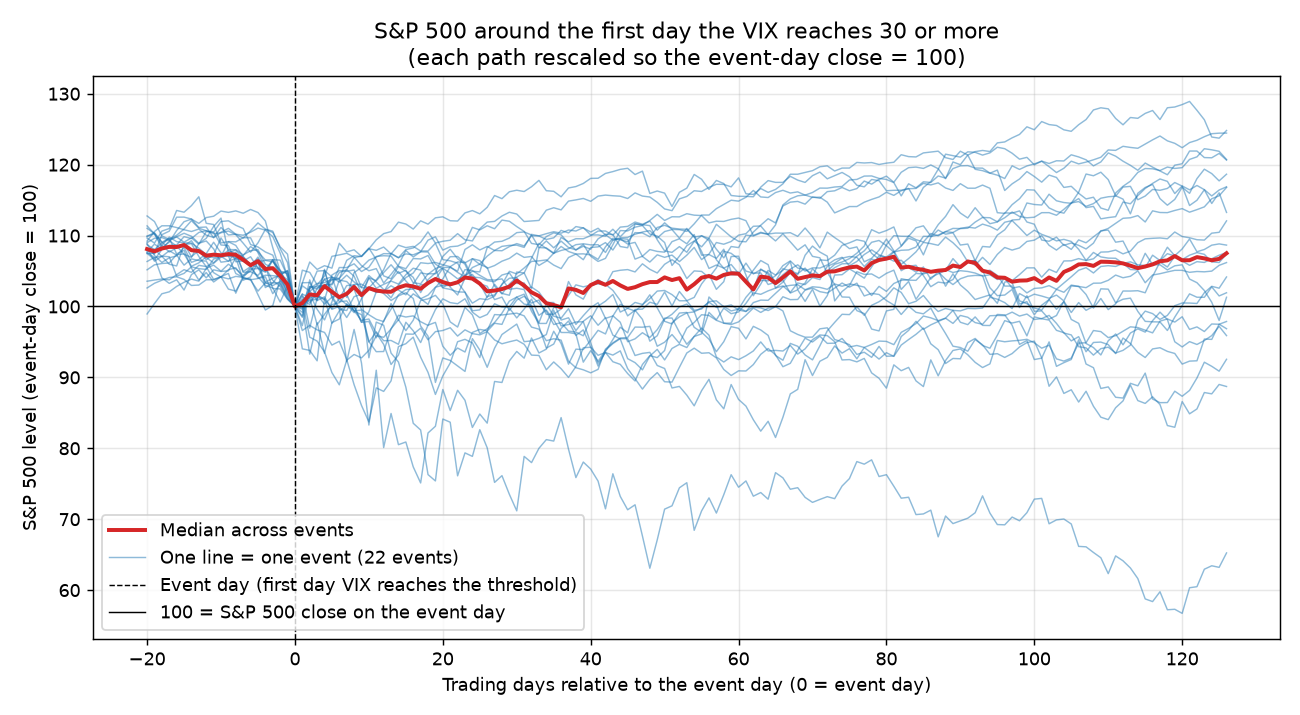 S&P 500 around the first day the VIX reaches 30 or more
(each path rescaled so the event-day close = 100)
S&P 500 level (event-day close = 100)
130
120
110
100
90
80
70
60
Median across events
One line = one event (22 events)
Event day (first day VIX reaches the threshold)
100 = S&P 500 close on the event day
−20
0
20
40
60
80
100
120
Trading days relative to the event day (0 = event day)